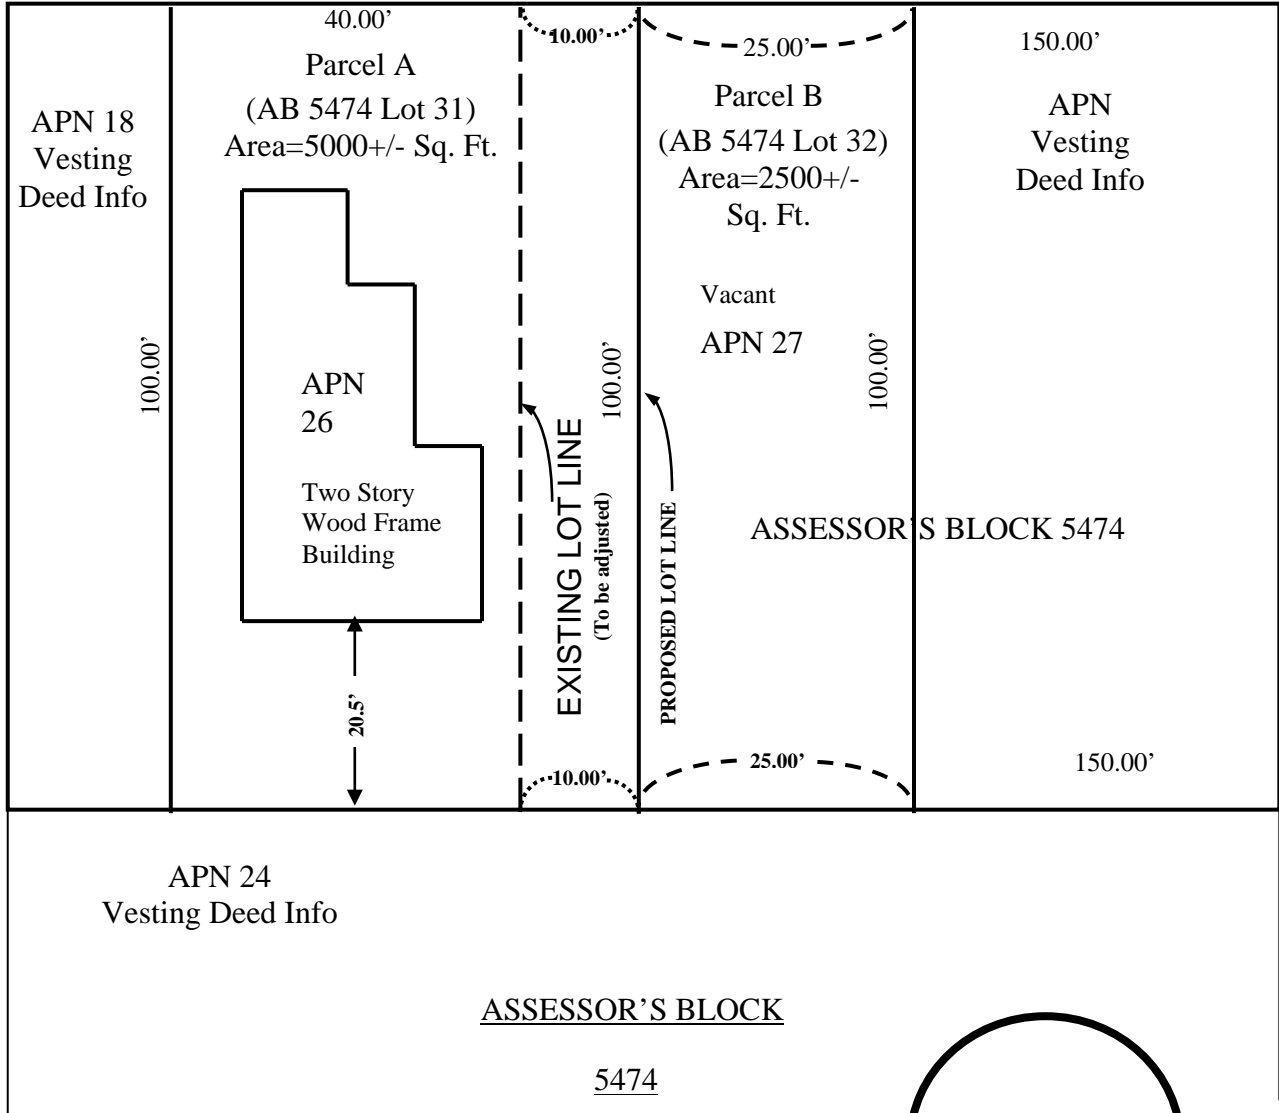 40.00’
10.00’
25.00’
150.00’
Parcel A
(AB 5474 Lot 31)
Area=5000+/- Sq. Ft.
Parcel B
(AB 5474 Lot 32)
Area=2500+/-
Sq. Ft.
APN
Vesting
Deed Info
APN 18
Vesting
Deed Info
Vacant
APN 27
100.00’
100.00’
100.00’
APN
26
Two Story
Wood Frame
Building
EXISTING LOT LINE
(To be adjusted)
PROPOSED LOT LINE
ASSESSOR’S BLOCK 5474
20.5’
10.00’
25.00’
150.00’
APN 24
Vesting Deed Info
ASSESSOR’S BLOCK
5474